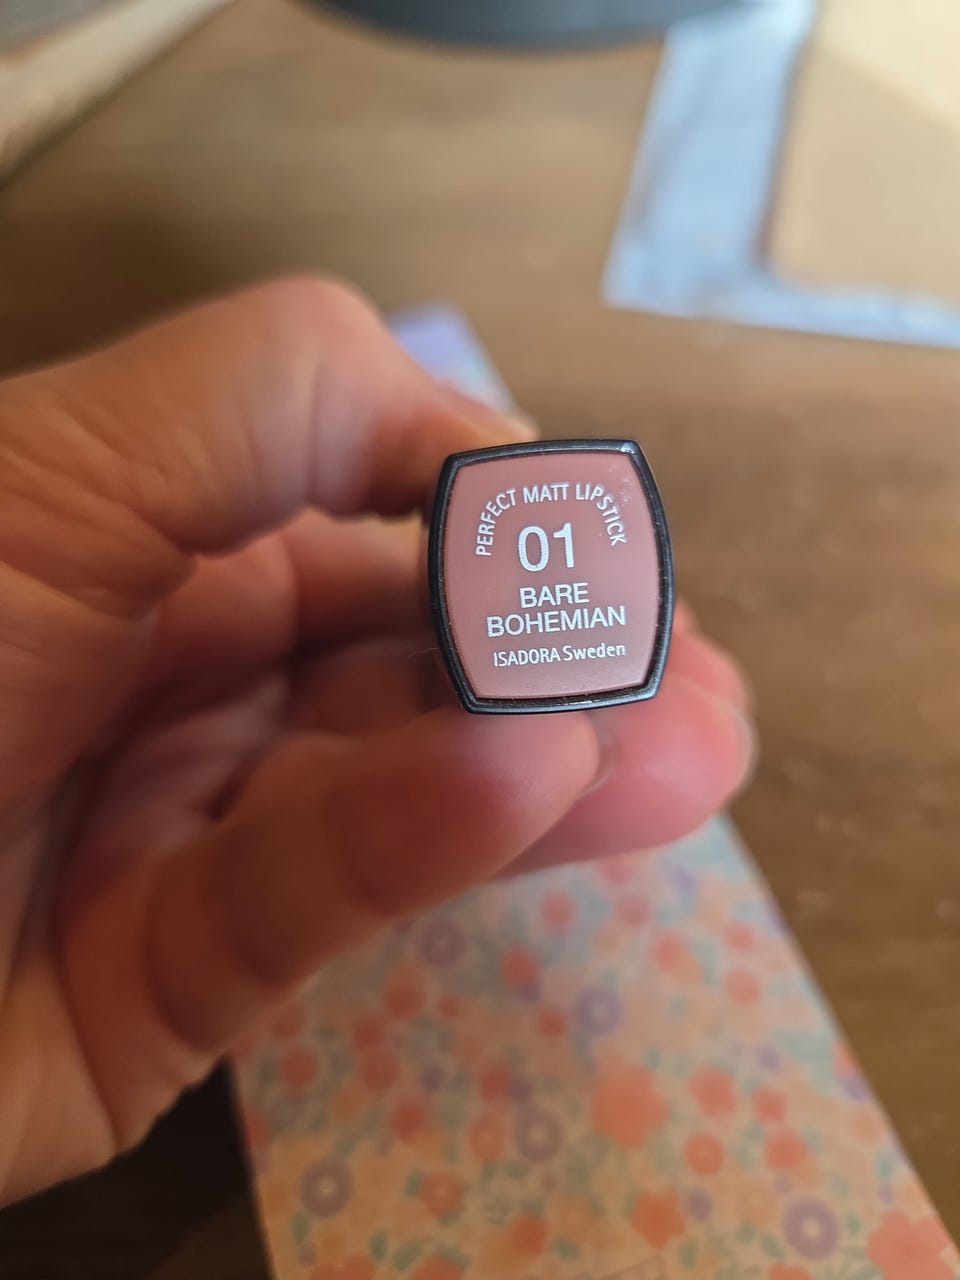 PERFECT MATT LIPSTICK
01
BARE
BOHEMIAN
ISADORA Sweden